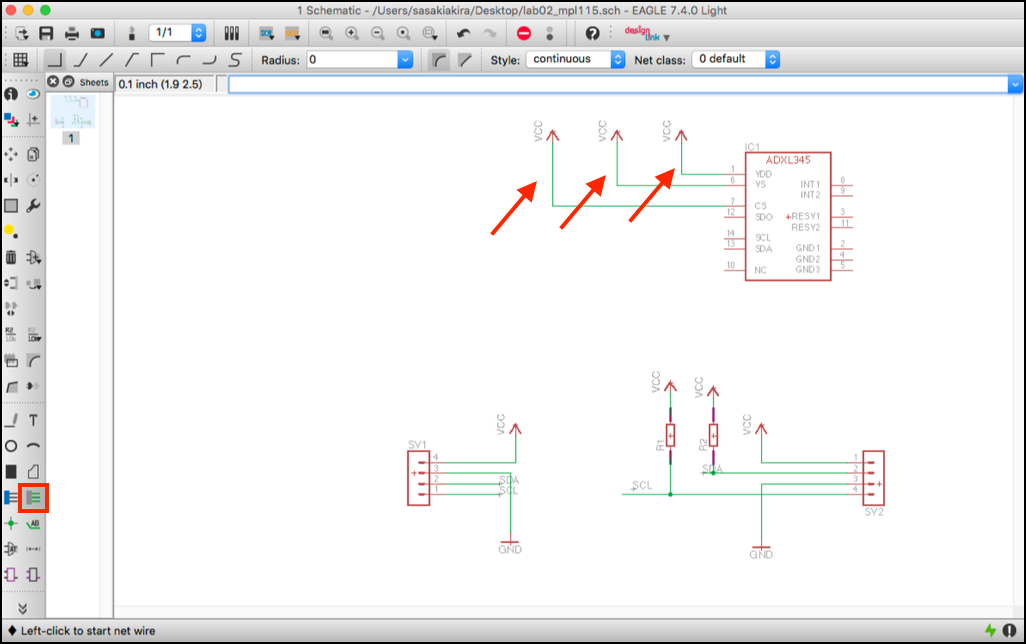 1 Schematic - /Users/sasakiakira/Desktop/lab02_mpl115.sch - EAGLE 7.4.0 Light
1/1
design link
Radius: 0
Style: continuous
Net class: 0 default
Sheets
0.1 inch (1.9 2.5)
1
VCC
VCC
VCC
IC1
ADXL345
1 VDD
6 VS
7 CS
12 SDO
14 SCL
13 SDA
10 NC
INT1 8
INT2 9
RESV1 3
RESV2 11
GND1 2
GND2 4
GND3 5
VCC
VCC
VCC
VCC
R1
R2
SV1
4
3
2
1
SDA
SCL
GND
SDA
SCL
1
2
3
4
SV2
GND
Left-click to start net wire